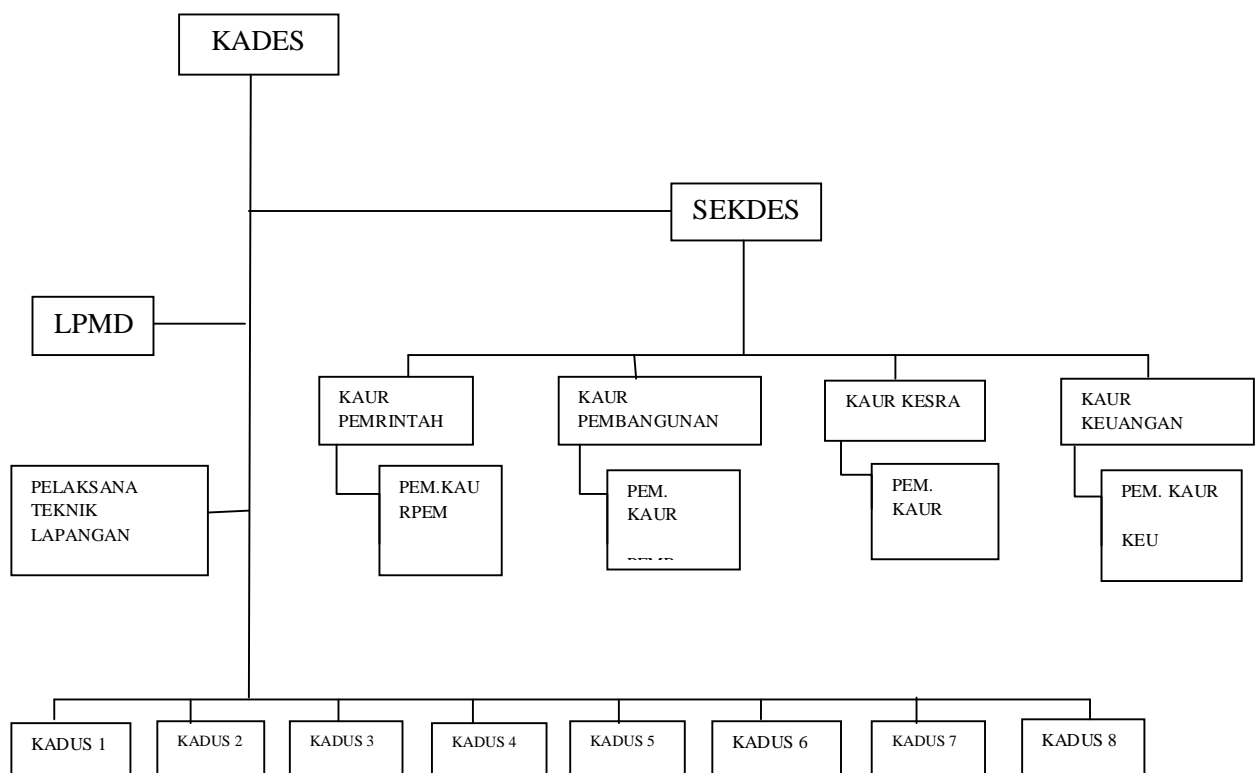 KADES
SEKDES
LPMD
KAUR
PEMRINTAH
KAUR
PEMBANGUNAN
KAUR KESRA
KAUR
KEUANGAN
PELAKSANA
TEKNIK
LAPANGAN
PEM.KAU
RPEM
PEM.
KAUR
PEM.
KAUR
PEM. KAUR
KEU
KADUS 1
KADUS 2
KADUS 3
KADUS 4
KADUS 5
KADUS 6
KADUS 7
KADUS 8